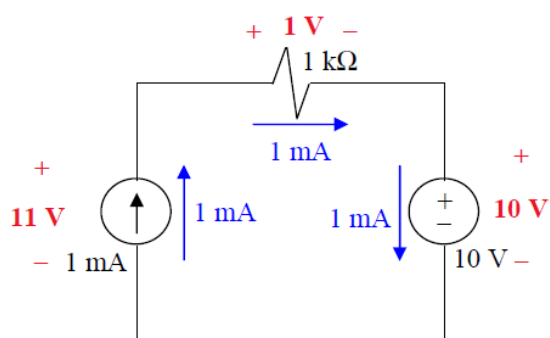 + 1 V –
1 kΩ
1 mA
+
11 V
–
1 mA
1 mA
1 mA
+
–
10 V
+
10 V
–